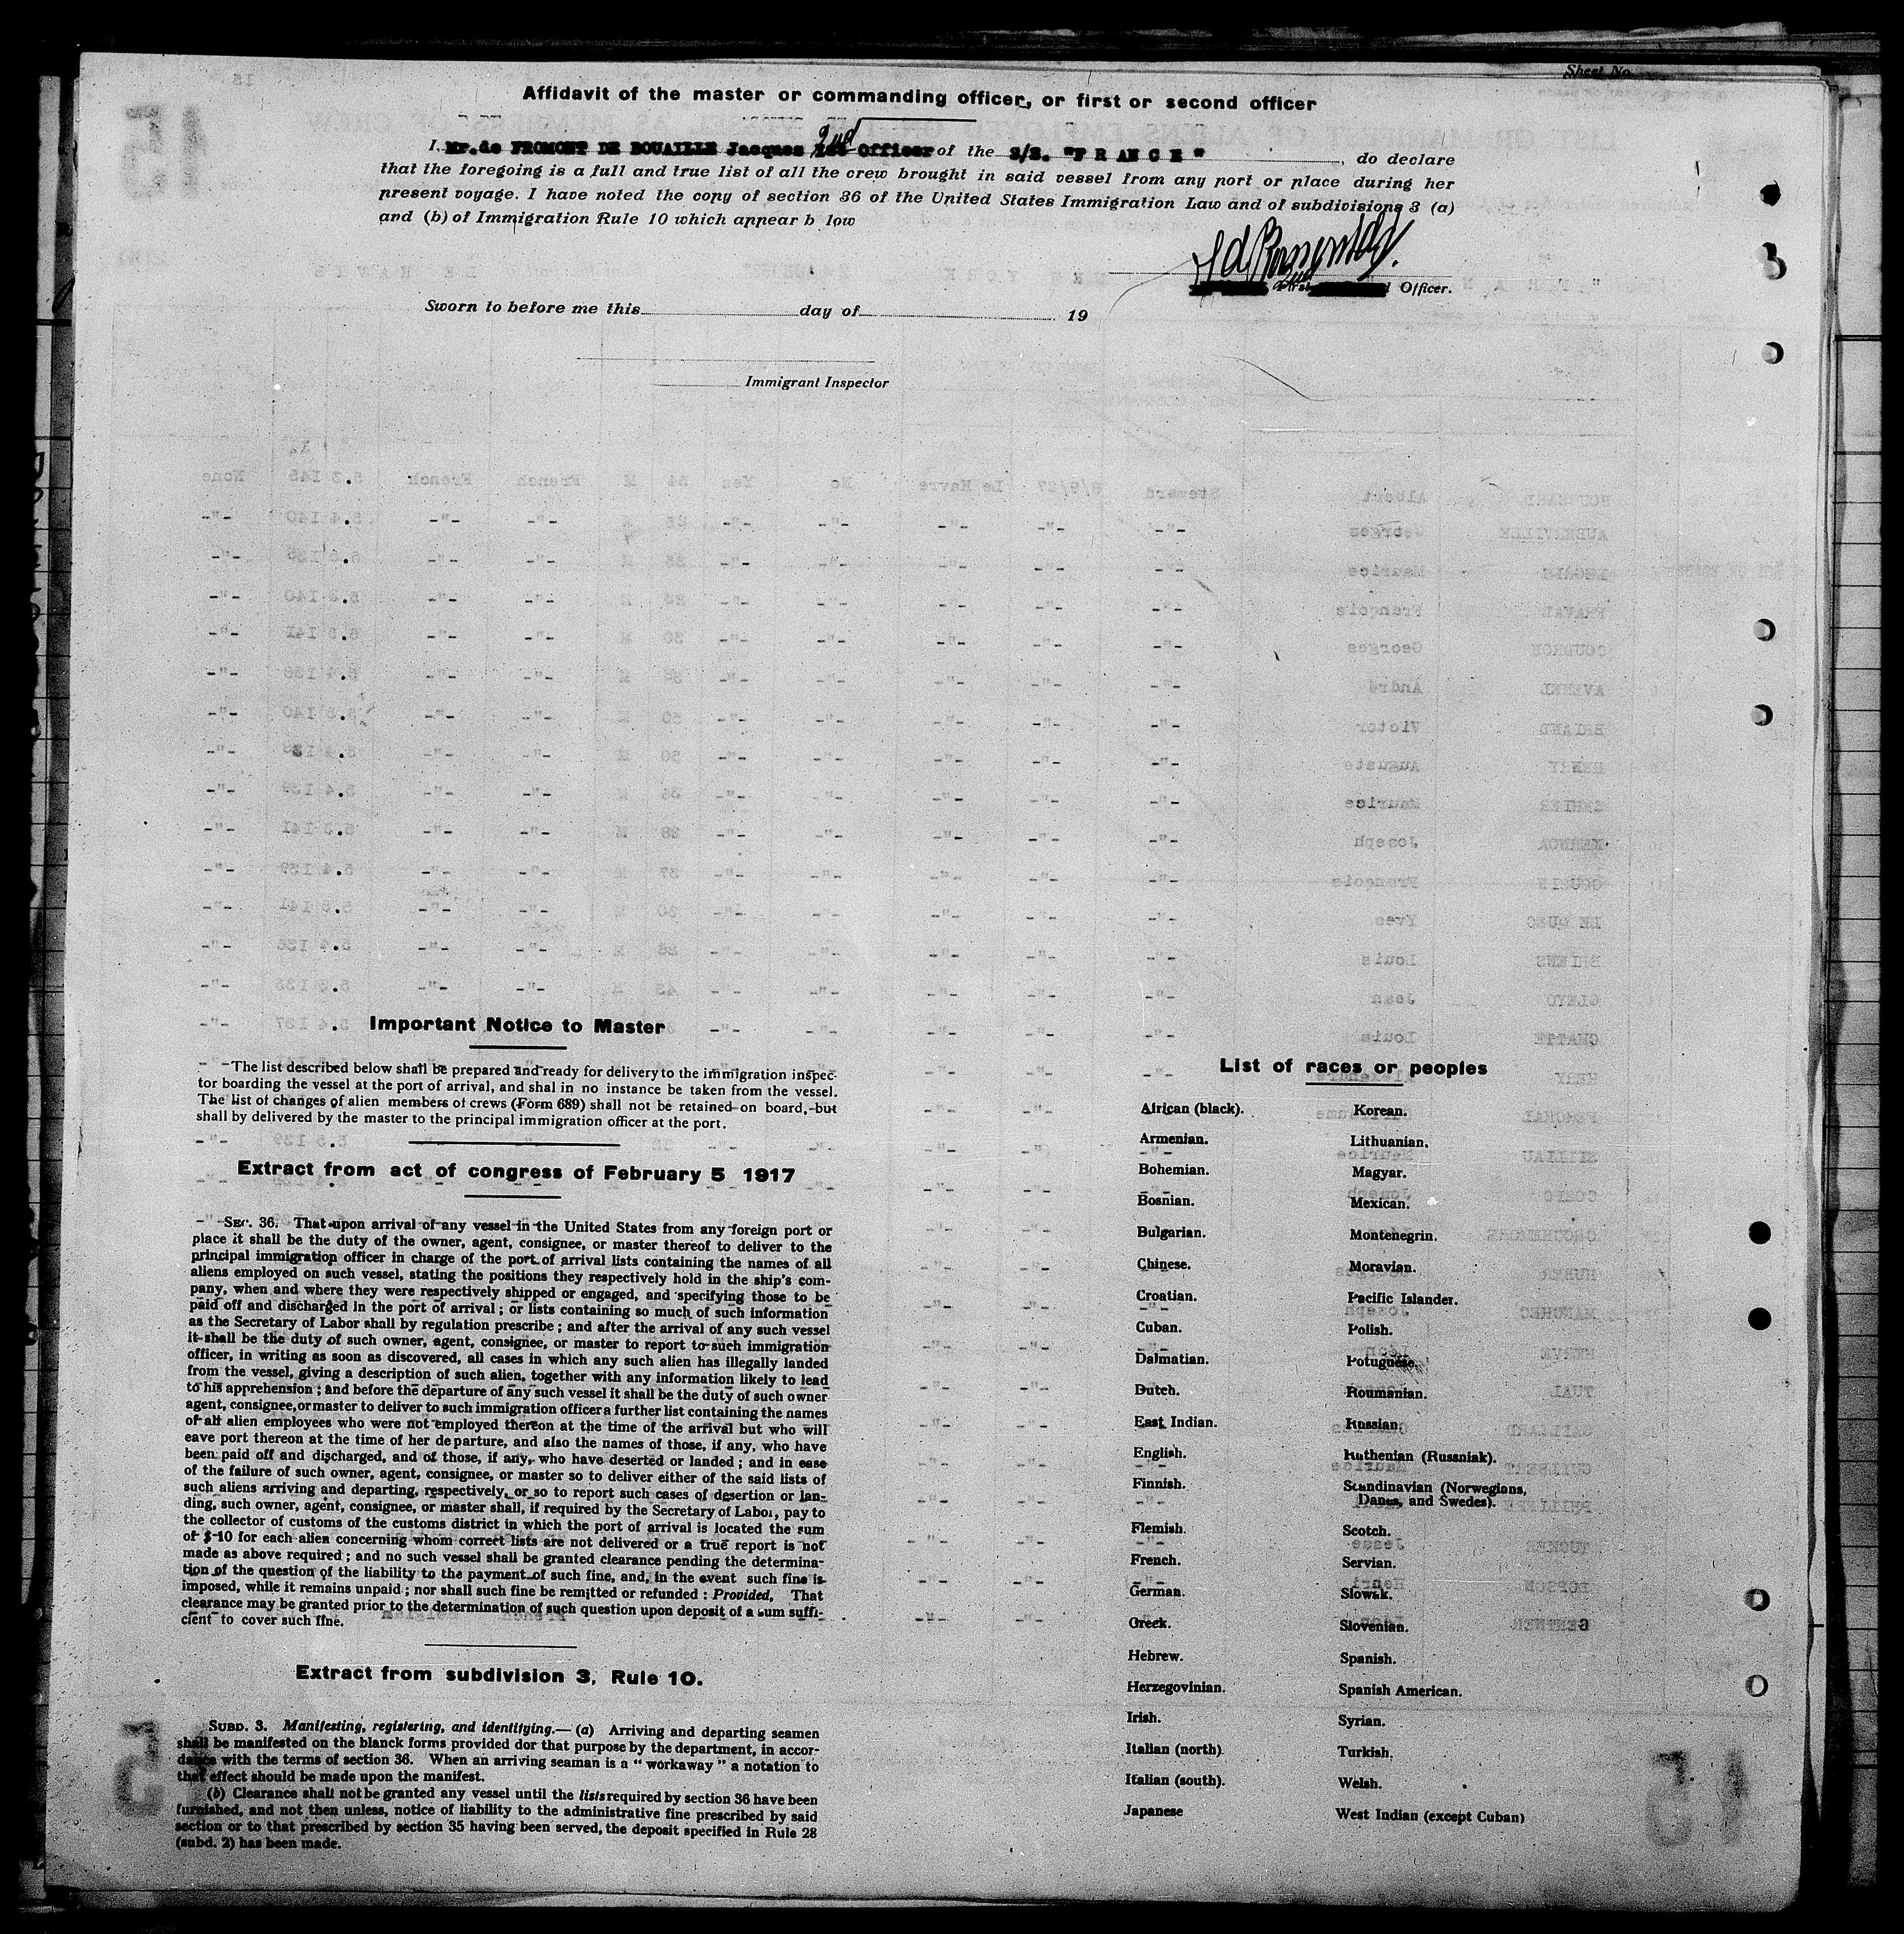 Sheet No.
Affidavit of the master or commanding officer, or first or second officer
I, Mr. de FROMONT DE BOUAILLE Jacques 2nd Officer of the S/S. "F R A N C E", do declare
that the foregoing is a full and true list of all the crew brought in said vessel from any port or place during her
present voyage. I have noted the copy of section 36 of the United States Immigration Law and of subdivisions 3 (a)
and (b) of Immigration Rule 10 which appear b low
Officer.
Sworn to before me this day of 19
Immigrant Inspector
Important Notice to Master
The list described below shall be prepared and ready for delivery to the immigration inspec-
tor boarding the vessel at the port of arrival, and shal in no instance be taken from the vessel.
The list of changes of alien members of crews (Form 689) shall not be retained on board, but
shall by delivered by the master to the principal immigration officer at the port.
Extract from act of congress of February 5 1917
SEC. 36. That upon arrival of any vessel in the United States from any foreign port or
place it shall be the duty of the owner, agent, consignee, or master thereof to deliver to the
principal immigration officer in charge of the port of arrival lists containing the names of all
aliens employed on such vessel, stating the positions they respectively hold in the ship's com-
pany, when and where they were respectively shipped or engaged, and specifying those to be
paid off and discharged in the port of arrival ; or lists containing so much of such information
as the Secretary of Labor shall by regulation prescribe ; and after the arrival of any such vessel
it shall be the duty of such owner, agent, consignee, or master to report to such immigration
officer, in writing as soon as discovered, all cases in which any such alien has illegally landed
from the vessel, giving a description of such alien, together with any information likely to lead
to his apprehension ; and before the departure of any such vessel it shall be the duty of such owner
agent, consignee, or master to deliver to such immigration officer a further list containing the names
of all alien employees who were not employed thereon at the time of the arrival but who will
eave port thereon at the time of her departure, and also the names of those, if any, who have
been paid off and discharged, and of those, if any, who have deserted or landed ; and in ease
of the failure of such owner, agent, consignee, or master so to deliver either of the said lists of
such aliens arriving and departing, respectively, or so to report such cases of desertion or lan-
ding, such owner, agent, consignee, or master shall, if required by the Secretary of Labor, pay to
the collector of customs of the customs district in which the port of arrival is located the sum
of $ 10 for each alien concerning whom correct lists are not delivered or a true report is not
made as above required ; and no such vessel shall be granted clearance pending the determina-
tion of the question of the liability to the payment of such fine, and, in the event such fine is
imposed, while it remains unpaid ; nor shall such fine be remitted or refunded : Provided, That
clearance may be granted prior to the determination of such question upon deposit of a sum suffi-
cient to cover such fine.
Extract from subdivision 3, Rule 10.
SUBD. 3. Manifesting, registering, and identifying.— (a) Arriving and departing seamen
shall be manifested on the blanck forms provided dor that purpose by the department, in accor-
dance with the terms of section 36. When an arriving seaman is a " workaway " a notation to
that effect should be made upon the manifest.
(b) Clearance shall not be granted any vessel until the lists required by section 36 have been
furnished, and not then unless, notice of liability to the administrative fine prescribed by said
section or to that prescribed by section 35 having been served, the deposit specified in Rule 28
(subd. 2) has been made.
List of races or peoples
African (black).
Armenian.
Bohemian.
Bosnian.
Bulgarian.
Chinese.
Croatian.
Cuban.
Dalmatian.
Dutch.
East Indian.
English.
Finnish.
Flemish.
French.
German.
Greek.
Hebrew.
Herzegovinian.
Irish.
Italian (north)
Italian (south).
Japanese
Korean.
Lithuanian.
Magyar.
Mexican.
Montenegrin.
Moravian.
Pacific Islander.
Polish.
Potuguese.
Roumanian.
Russian.
Ruthenian (Russniak).
Scandinavian (Norwegians,
Danes, and Swedes).
Scotch.
Servian.
Slowak.
Slovenian.
Spanish.
Spanish American.
Syrian.
Turkish.
Welsh.
West Indian (except Cuban)